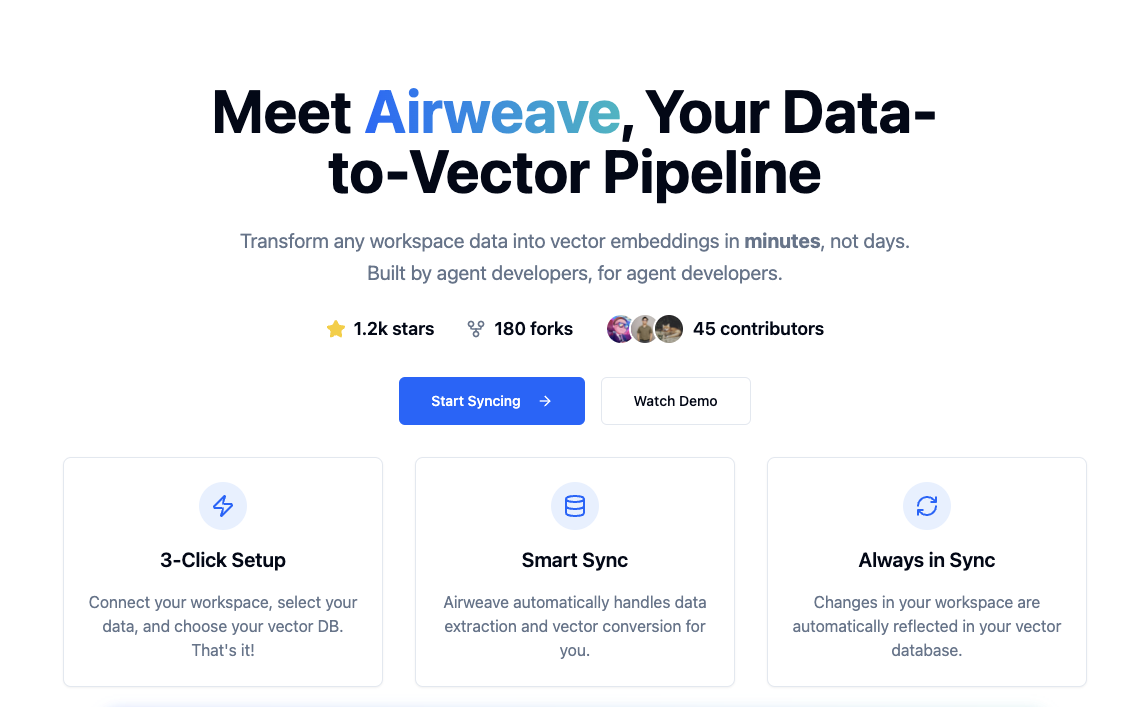 Meet Airweave, Your Data-
to-Vector Pipeline
Transform any workspace data into vector embeddings in minutes, not days.
Built by agent developers, for agent developers.
1.2k stars
180 forks
45 contributors
Start Syncing
Watch Demo
3-Click Setup
Connect your workspace, select your
data, and choose your vector DB.
That's it!
Smart Sync
Airweave automatically handles data
extraction and vector conversion for
you.
Always in Sync
Changes in your workspace are
automatically reflected in your vector
database.